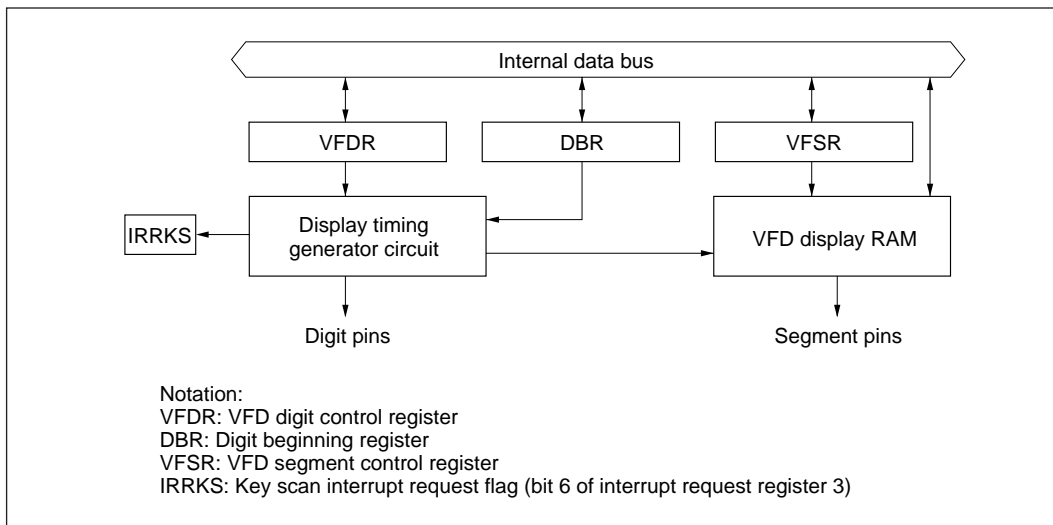 Internal data bus
VFDR
DBR
VFSR
IRRKS
Display timing
generator circuit
VFD display RAM
Digit pins
Segment pins
Notation:
VFDR: VFD digit control register
DBR: Digit beginning register
VFSR: VFD segment control register
IRRKS: Key scan interrupt request flag (bit 6 of interrupt request register 3)